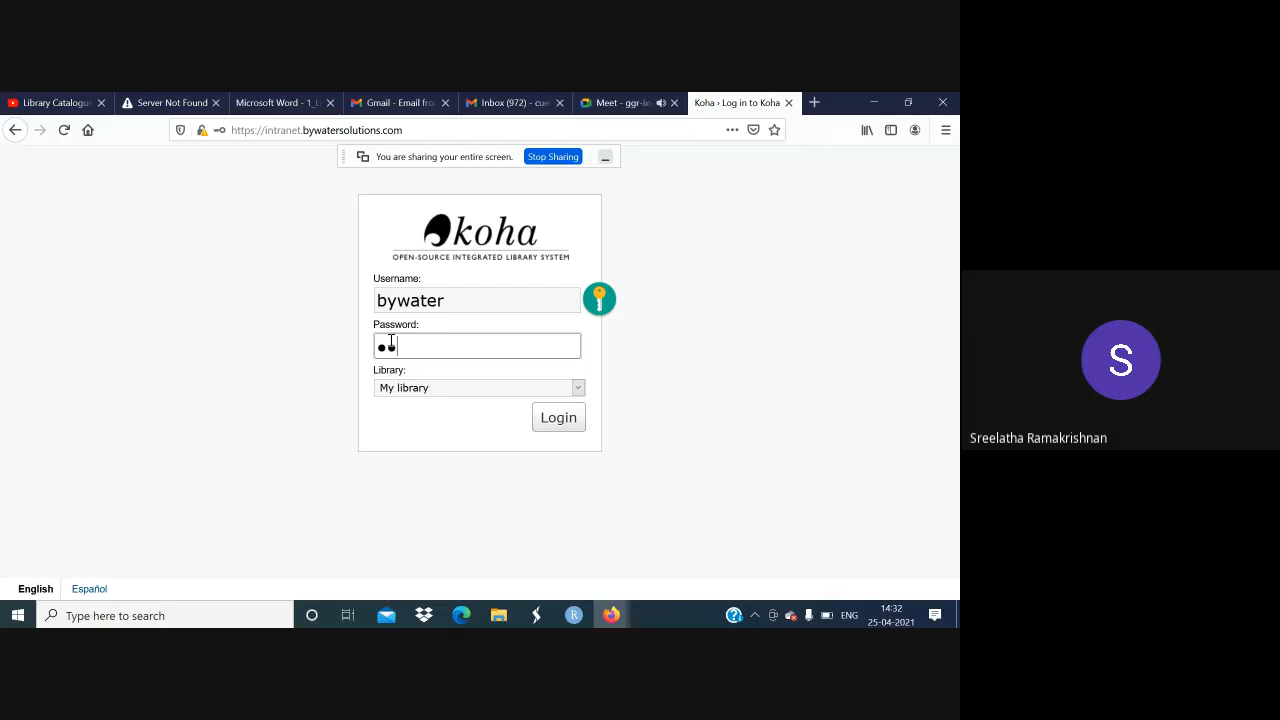 Library Catalogu
Server Not Found
Microsoft Word - 1_L
Gmail - Email fro
Inbox (972) - cue
Meet - ggr-ix
Koha › Log in to Koha
https://intranet.bywatersolutions.com
You are sharing your entire screen.
Stop Sharing
koha
OPEN-SOURCE INTEGRATED LIBRARY SYSTEM
Username:
bywater
Password:
Library:
My library
Login
S
Sreelatha Ramakrishnan
English
Español
Type here to search
ENG
14:32
25-04-2021